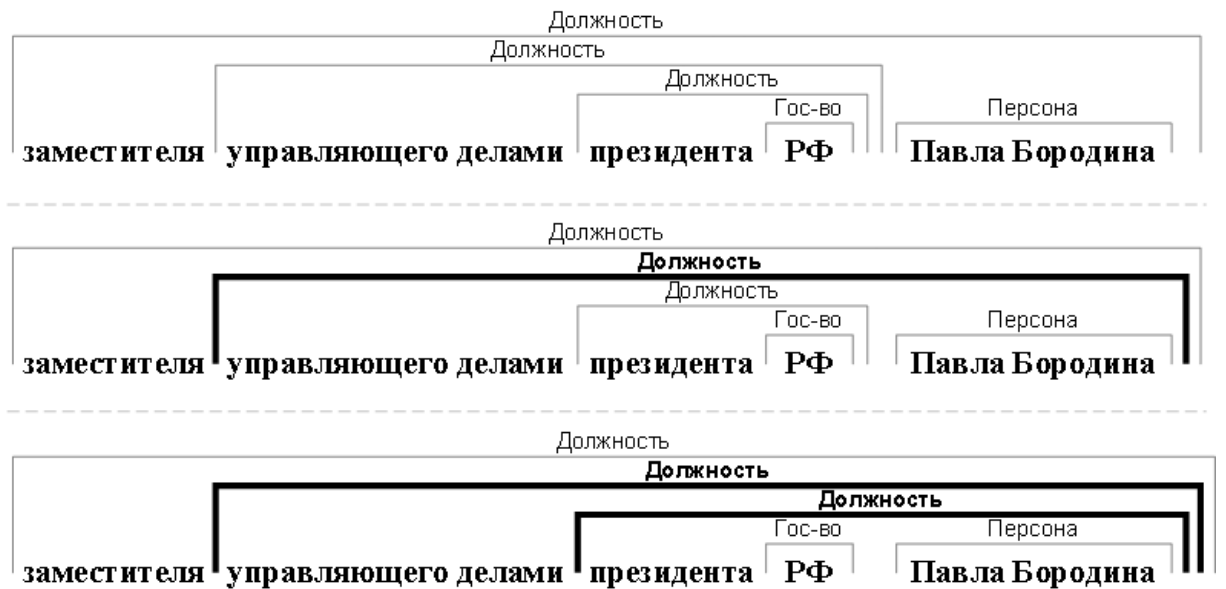 Должность
Должность
Должность
Гос-во Персона
заместителя управляющего делами президента РФ Павла Бородина
Должность
Должность
Должность
Гос-во Персона
заместителя управляющего делами президента РФ Павла Бородина
Должность
Должность
Должность
Гос-во Персона
заместителя управляющего делами президента РФ Павла Бородина